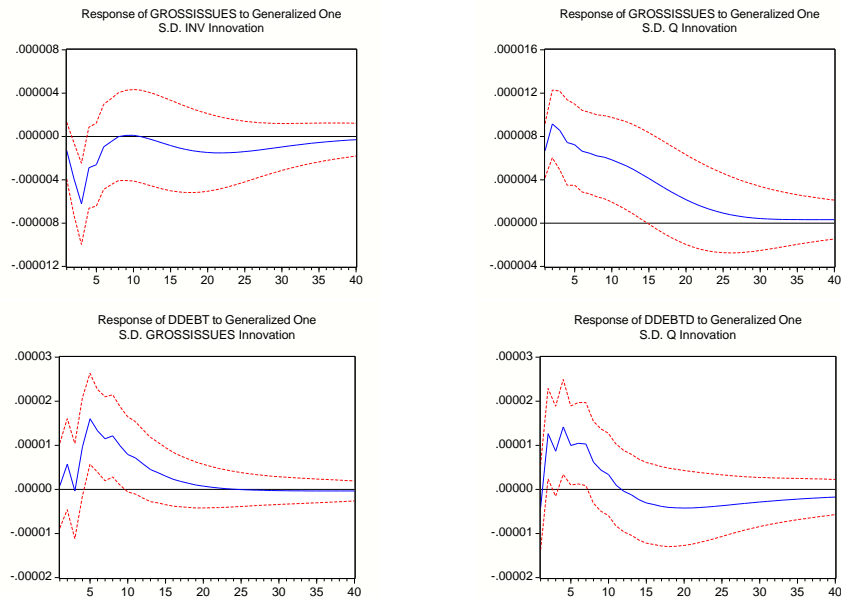 Response of GROSSISSUES to Generalized One
S.D. INV Innovation
.000008
.000004
.000000
-.000004
-.000008
-.000012
5 10 15 20 25 30 35 40
Response of GROSSISSUES to Generalized One
S.D. Q Innovation
.000016
.000012
.000008
.000004
.000000
-.000004
5 10 15 20 25 30 35 40
Response of DDEBT to Generalized One
S.D. GROSSISSUES Innovation
.00003
.00002
.00001
.00000
-.00001
-.00002
5 10 15 20 25 30 35 40
Response of DDEBTD to Generalized One
S.D. Q Innovation
.00003
.00002
.00001
.00000
-.00001
-.00002
5 10 15 20 25 30 35 40